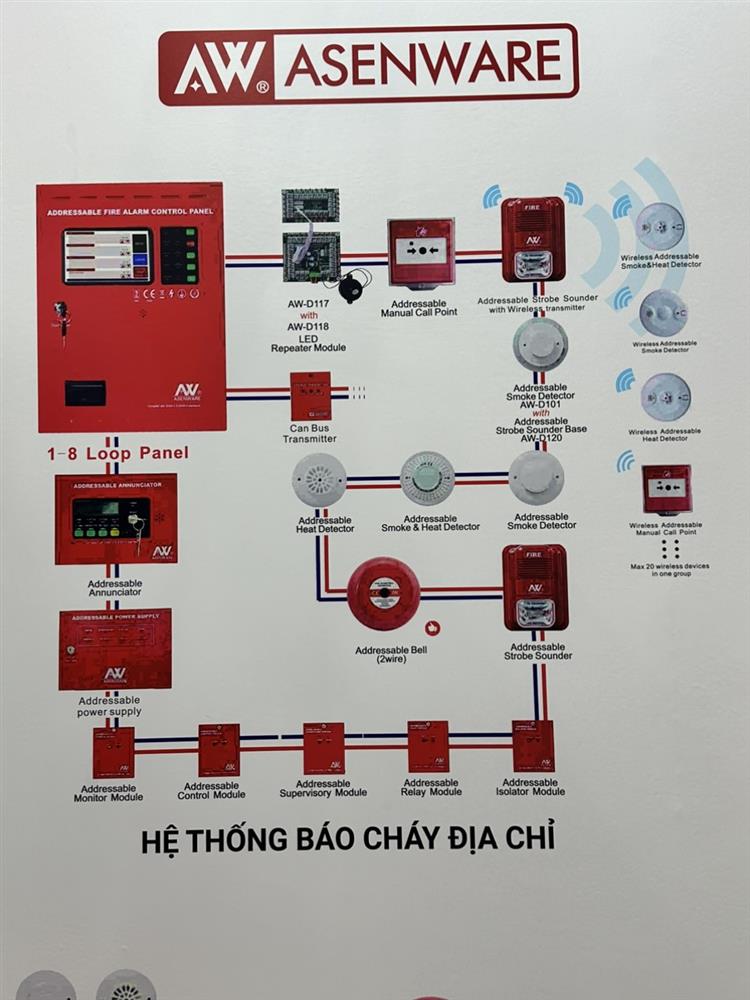 AW® ASENWARE
ADDRESSABLE FIRE ALARM CONTROL PANEL
AW
ASENWARE
1-8 Loop Panel
AW-D117
with
AW-D118
LED
Repeater Module
Addressable
Manual Call Point
FIRE
AW
Addressable Strobe Sounder
with Wireless transmitter
Wireless Addressable
Smoke&Heat Detector
Wireless Addressable
Smoke Detector
Wireless Addressable
Heat Detector
Wireless Addressable
Manual Call Point
Max 20 wireless devices
in one group
Can Bus
Transmitter
Addressable
Smoke Detector
AW-D101
with
Addressable
Strobe Sounder Base
AW-D120
ADDRESSABLE ANNUNCIATOR
AW
Addressable
Annunciator
Addressable
Heat Detector
Addressable
Smoke & Heat Detector
Addressable
Smoke Detector
ADDRESSABLE POWER SUPPLY
AW
Addressable
power supply
Addressable Bell
(2wire)
FIRE
AW
Addressable
Strobe Sounder
Addressable
Monitor Module
Addressable
Control Module
Addressable
Supervisory Module
Addressable
Relay Module
Addressable
Isolator Module
HỆ THỐNG BÁO CHÁY ĐỊA CHỈ